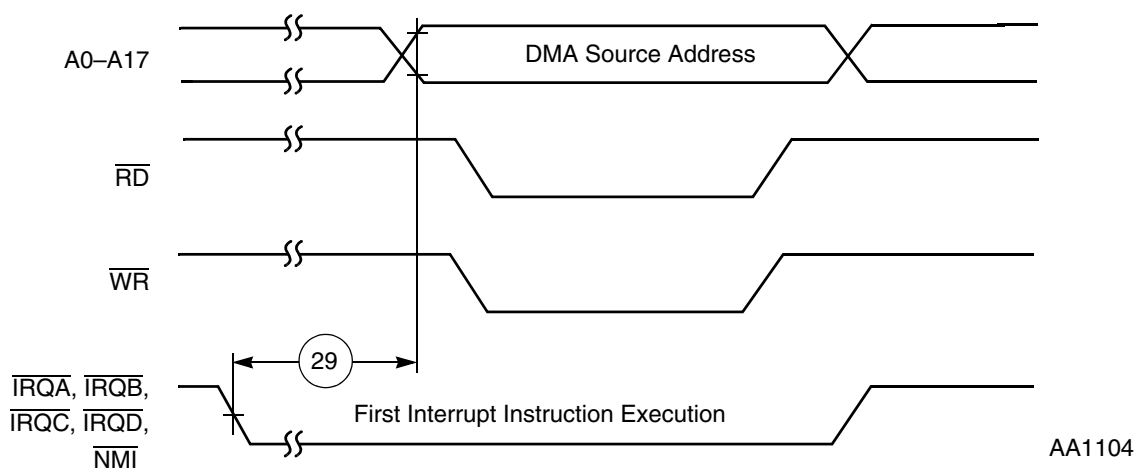 A0–A17
DMA Source Address
RD
WR
29
IRQA, IRQB,
IRQC, IRQD,
NMI
First Interrupt Instruction Execution
AA1104